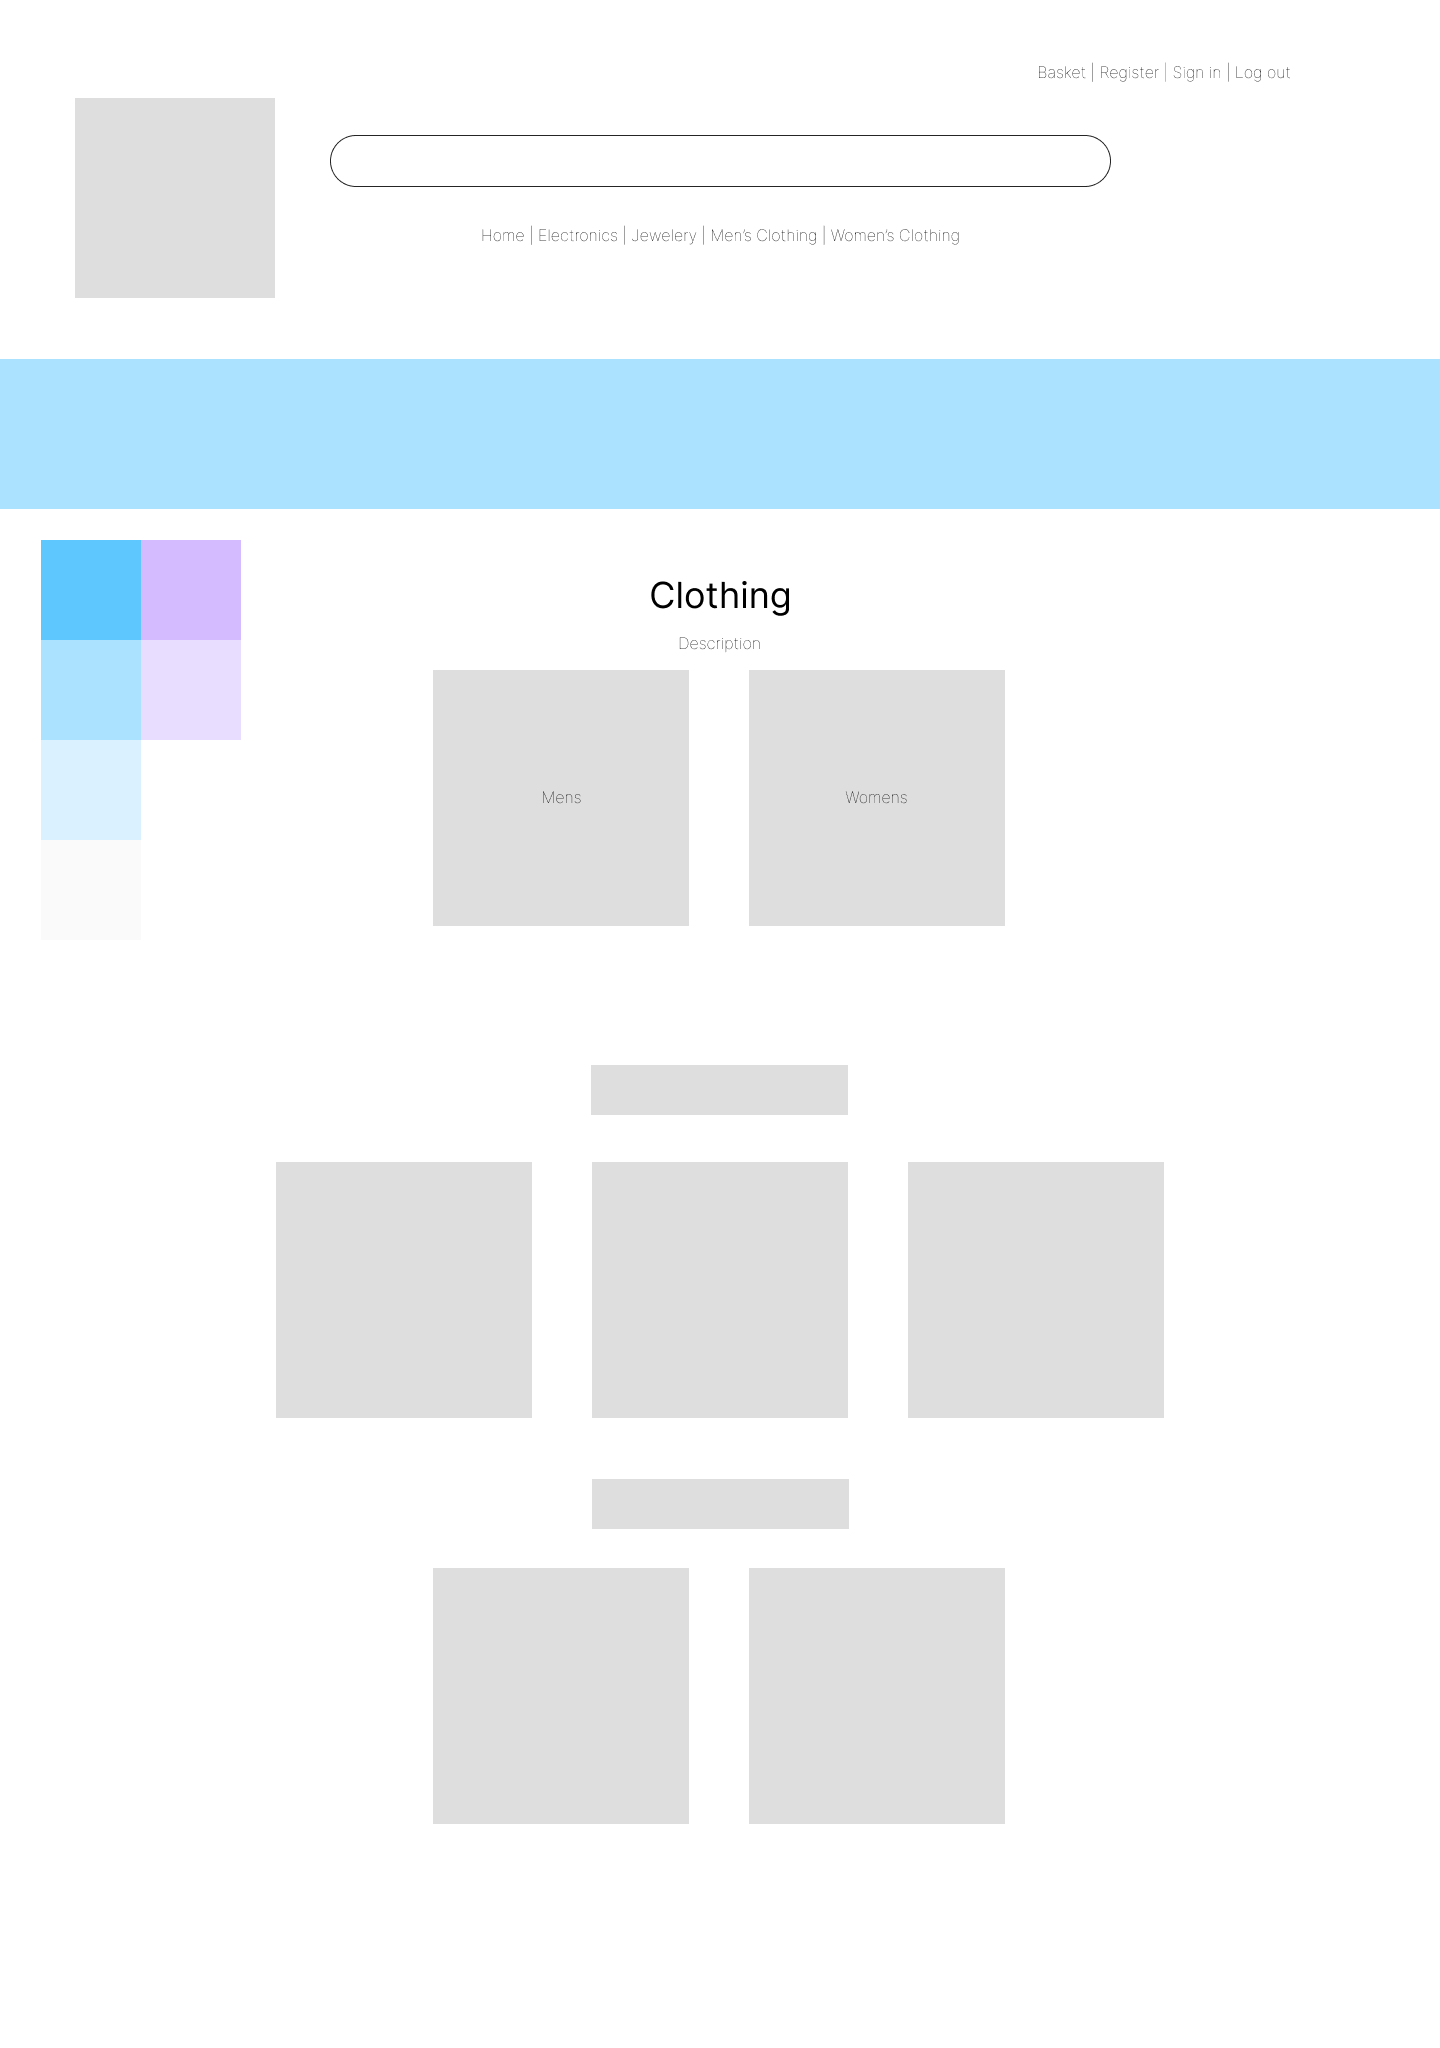 Basket | Register | Sign in | Log out
Home | Electronics | Jewelery | Men’s Clothing | Women’s Clothing
Clothing
Description
Mens
Womens